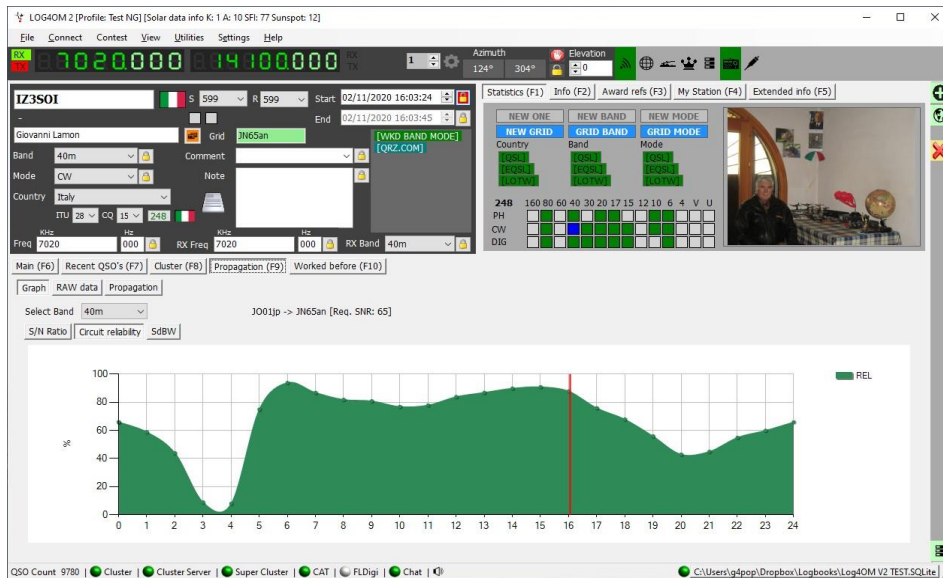 LOG4OM 2 [Profile: Test NG] [Solar data info K: 1 A: 10 SFI: 77 Sunspot: 12]
File Connect Contest View Utilities Settings Help
RX TX 7020.000 14100.000 RX TX 1 Azimuth 124° 304° Elevation 0
IZ3SOI S 599 R 599 Start 02/11/2020 16:03:24
- End 02/11/2020 16:03:45
Giovanni Lamon Grid JN65an [WKD BAND MODE]
[QRZ.COM]
Band 40m Comment
Mode CW Note
Country Italy
ITU 28 CQ 15 248
KHz Hz KHz Hz
Freq 7020 000 RX Freq 7020 000 RX Band 40m
Statistics (F1) Info (F2) Award refs (F3) My Station (F4) Extended info (F5)
NEW ONE NEW BAND NEW MODE
NEW GRID GRID BAND GRID MODE
Country Band Mode
[QSL] [QSL] [QSL]
[EQSL] [EQSL] [EQSL]
[LOTW] [LOTW] [LOTW]
248 160 80 60 40 30 20 17 15 12 10 6 4 V U
PH
CW
DIG
Main (F6) Recent QSO's (F7) Cluster (F8) Propagation (F9) Worked before (F10)
Graph RAW data Propagation
Select Band 40m JO01jp -> JN65an [Req. SNR: 65]
S/N Ratio Circuit reliability SdBW
100
80
60
40
20
0
%
REL
0 1 2 3 4 5 6 7 8 9 10 11 12 13 14 15 16 17 18 19 20 21 22 23 24
QSO Count 9780 | Cluster | Cluster Server | Super Cluster | CAT | FLDigi | Chat | C:\Users\g4pop\Dropbox\Logbooks\Log4OM V2 TEST.SQLite